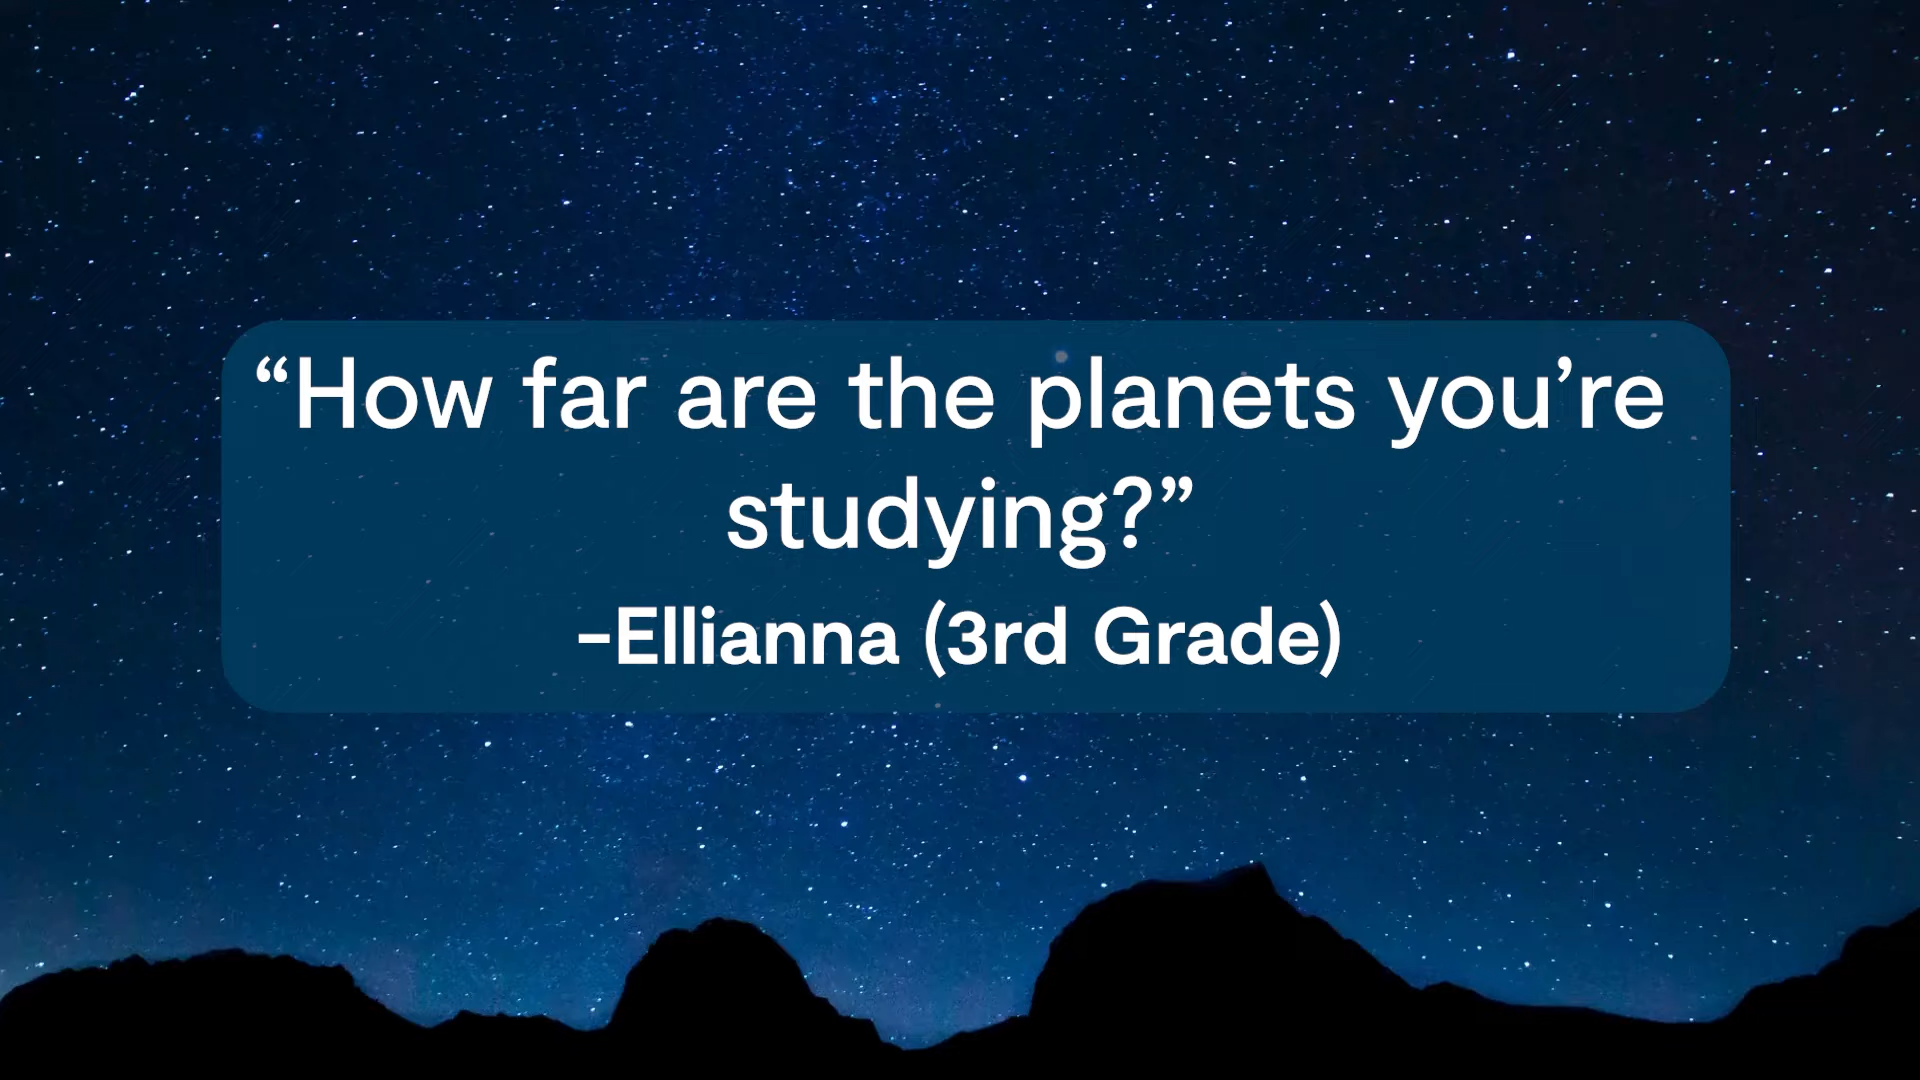 “How far are the planets you’re
studying?”
-Ellianna (3rd Grade)